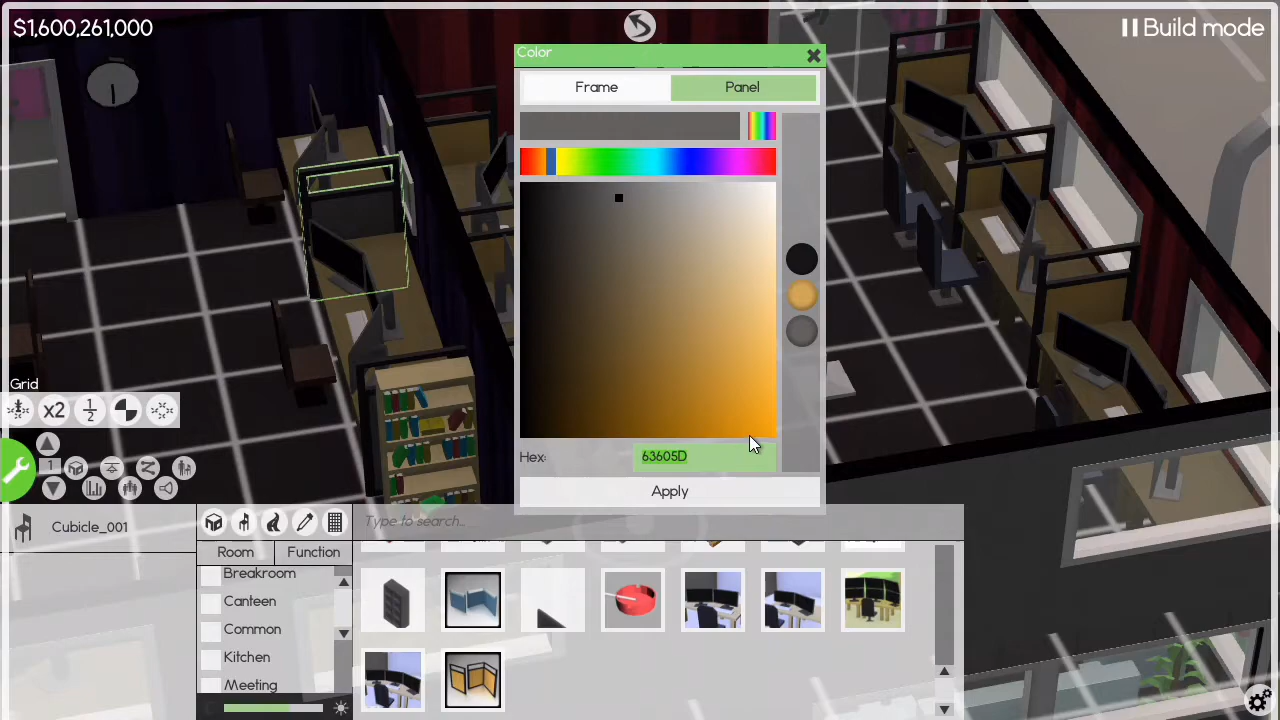 $1,600,261,000
Build mode
Color
Frame
Panel
Grid
x2
1
2
1
Hex:
63605D
Apply
Cubicle_001
Type to search...
Room
Function
Breakroom
Canteen
Common
Kitchen
Meeting